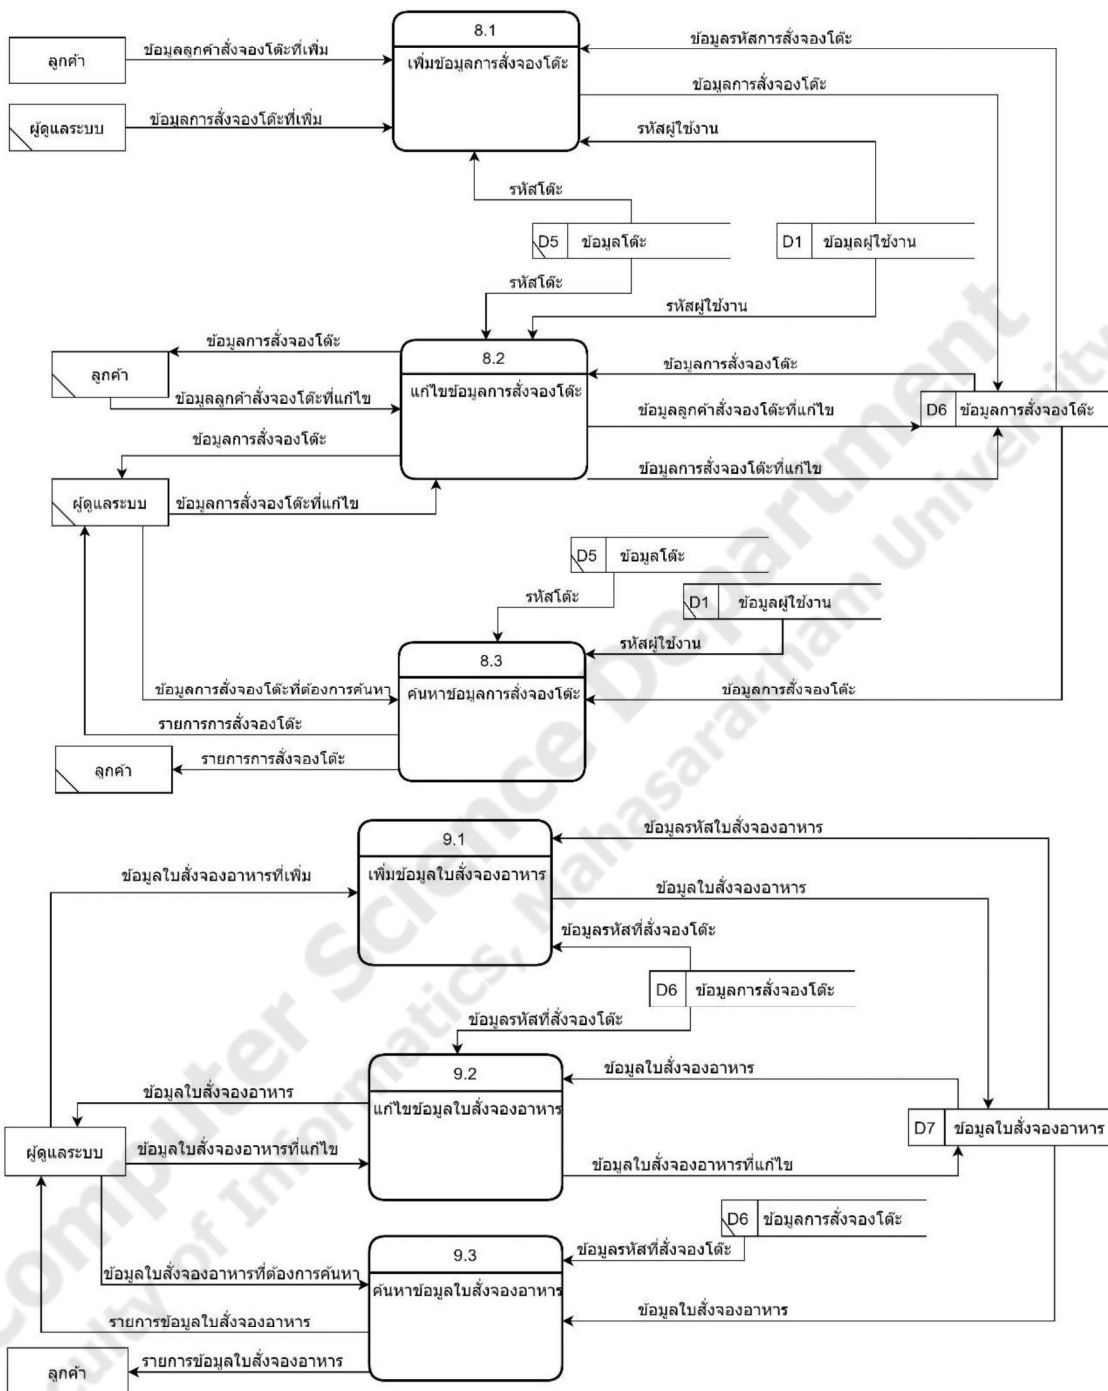 8.1
ข้อมูลรหัสการสั่งจองโต๊ะ
ลูกค้า
ข้อมูลลูกค้าสั่งจองโต๊ะที่เพิ่ม
เพิ่มข้อมูลการสั่งจองโต๊ะ
ข้อมูลการสั่งจองโต๊ะ
ผู้ดูแลระบบ
ข้อมูลการสั่งจองโต๊ะที่เพิ่ม
รหัสผู้ใช้งาน
รหัสโต๊ะ
D5 ข้อมูลโต๊ะ
D1 ข้อมูลผู้ใช้งาน
รหัสโต๊ะ
รหัสผู้ใช้งาน
ข้อมูลการสั่งจองโต๊ะ
8.2
ข้อมูลการสั่งจองโต๊ะ
ลูกค้า
แก้ไขข้อมูลการสั่งจองโต๊ะ
ข้อมูลลูกค้าสั่งจองโต๊ะที่แก้ไข
ข้อมูลลูกค้าสั่งจองโต๊ะที่แก้ไข
D6 ข้อมูลการสั่งจองโต๊ะ
ข้อมูลการสั่งจองโต๊ะ
ข้อมูลการสั่งจองโต๊ะที่แก้ไข
ผู้ดูแลระบบ
ข้อมูลการสั่งจองโต๊ะที่แก้ไข
D5 ข้อมูลโต๊ะ
รหัสโต๊ะ
D1 ข้อมูลผู้ใช้งาน
รหัสผู้ใช้งาน
8.3
ข้อมูลการสั่งจองโต๊ะที่ต้องการค้นหา
ค้นหาข้อมูลการสั่งจองโต๊ะ
ข้อมูลการสั่งจองโต๊ะ
รายการการสั่งจองโต๊ะ
ลูกค้า
รายการการสั่งจองโต๊ะ
9.1
ข้อมูลรหัสใบสั่งจองอาหาร
ข้อมูลใบสั่งจองอาหารที่เพิ่ม
เพิ่มข้อมูลใบสั่งจองอาหาร
ข้อมูลใบสั่งจองอาหาร
ข้อมูลรหัสที่สั่งจองโต๊ะ
D6 ข้อมูลการสั่งจองโต๊ะ
ข้อมูลรหัสที่สั่งจองโต๊ะ
9.2
ข้อมูลใบสั่งจองอาหาร
ข้อมูลใบสั่งจองอาหาร
แก้ไขข้อมูลใบสั่งจองอาหาร
D7 ข้อมูลใบสั่งจองอาหาร
ผู้ดูแลระบบ
ข้อมูลใบสั่งจองอาหารที่แก้ไข
ข้อมูลใบสั่งจองอาหารที่แก้ไข
D6 ข้อมูลการสั่งจองโต๊ะ
9.3
ข้อมูลรหัสที่สั่งจองโต๊ะ
ข้อมูลใบสั่งจองอาหารที่ต้องการค้นหา
ค้นหาข้อมูลใบสั่งจองอาหาร
ข้อมูลใบสั่งจองอาหาร
รายการข้อมูลใบสั่งจองอาหาร
ลูกค้า
รายการข้อมูลใบสั่งจองอาหาร
Computer Science Department
Faculty of Informatics, Mahasarakham University